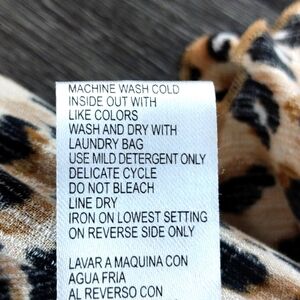 MACHINE WASH COLD
INSIDE OUT WITH
LIKE COLORS
WASH AND DRY WITH
LAUNDRY BAG
USE MILD DETERGENT ONLY
DELICATE CYCLE
DO NOT BLEACH
LINE DRY
IRON ON LOWEST SETTING
ON REVERSE SIDE ONLY
LAVAR A MAQUINA CON
AGUA FRIA
AL REVERSO CON